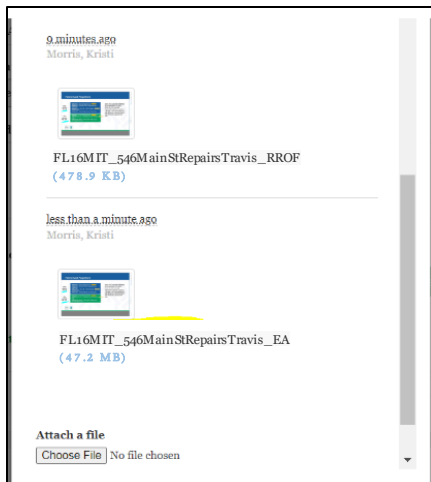 9 minutes ago
Morris, Kristi
FL16MIT_546MainStRepairsTravis_RROF
(478.9 KB)
less than a minute ago
Morris, Kristi
FL16MIT_546MainStRepairsTravis_EA
(47.2 MB)
Attach a file
Choose File No file chosen